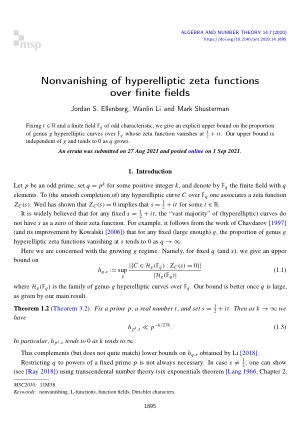 msp
ALGEBRA AND NUMBER THEORY 14:7 (2020)
https://doi.org/10.2140/ant.2020.14.1895
Nonvanishing of hyperelliptic zeta functions
over finite fields
Jordan S. Ellenberg, Wanlin Li and Mark Shusterman
Fixing t ∈ ℝ and a finite field 𝔽q of odd characteristic, we give an explicit upper bound on the proportion
of genus g hyperelliptic curves over 𝔽q whose zeta function vanishes at ½ + it. Our upper bound is
independent of g and tends to 0 as q grows.
An errata was submitted on 27 Aug 2021 and posted online on 1 Sep 2021.
1. Introduction
Let p be an odd prime, set q = p^k for some positive integer k, and denote by 𝔽q the finite field with q
elements. To (the smooth completion of) any hyperelliptic curve C over 𝔽q one associates a zeta function
Z_C(s). Weil has shown that Z_C(s) = 0 implies that s = ½ + it for some t ∈ ℝ.
It is widely believed that for any fixed s = ½ + it, the "vast majority" of (hyperelliptic) curves do
not have s as a zero of their zeta function. For example, it follows from the work of Chavdarov [1997]
(and its improvement by Kowalski [2006]) that for any fixed (large enough) g, the proportion of genus g
hyperelliptic zeta functions vanishing at s tends to 0 as q → ∞.
Here we are concerned with the growing g regime. Namely, for fixed q (and s), we give an upper
bound on
h_{q,s} := sup_g |{C ∈ ℋ_g(𝔽q) : Z_C(s) = 0}| / |ℋ_g(𝔽q)| (1.1)
where ℋ_g(𝔽q) is the family of genus g hyperelliptic curves over 𝔽q. Our bound is better once q is large,
as given by our main result.
Theorem 1.2 (Theorem 3.2). Fix a prime p, a real number t, and set s = ½ + it. Then as k → ∞ we
have
h_{p^k,s} ≪ p^{−k/276}. (1.3)
In particular, h_{p^k,s} tends to 0 as k tends to ∞.
This complements (but does not quite match) lower bounds on h_{q,s} obtained by Li [2018].
Restricting q to powers of a fixed prime p is not always necessary. In case s ≠ ½, one can show
(see [Ray 2018]) using transcendental number theory (six exponentials theorem [Lang 1966, Chapter 2,
MSC2010: 11M38.
Keywords: nonvanishing, L-functions, function fields, Dirichlet characters.
1895